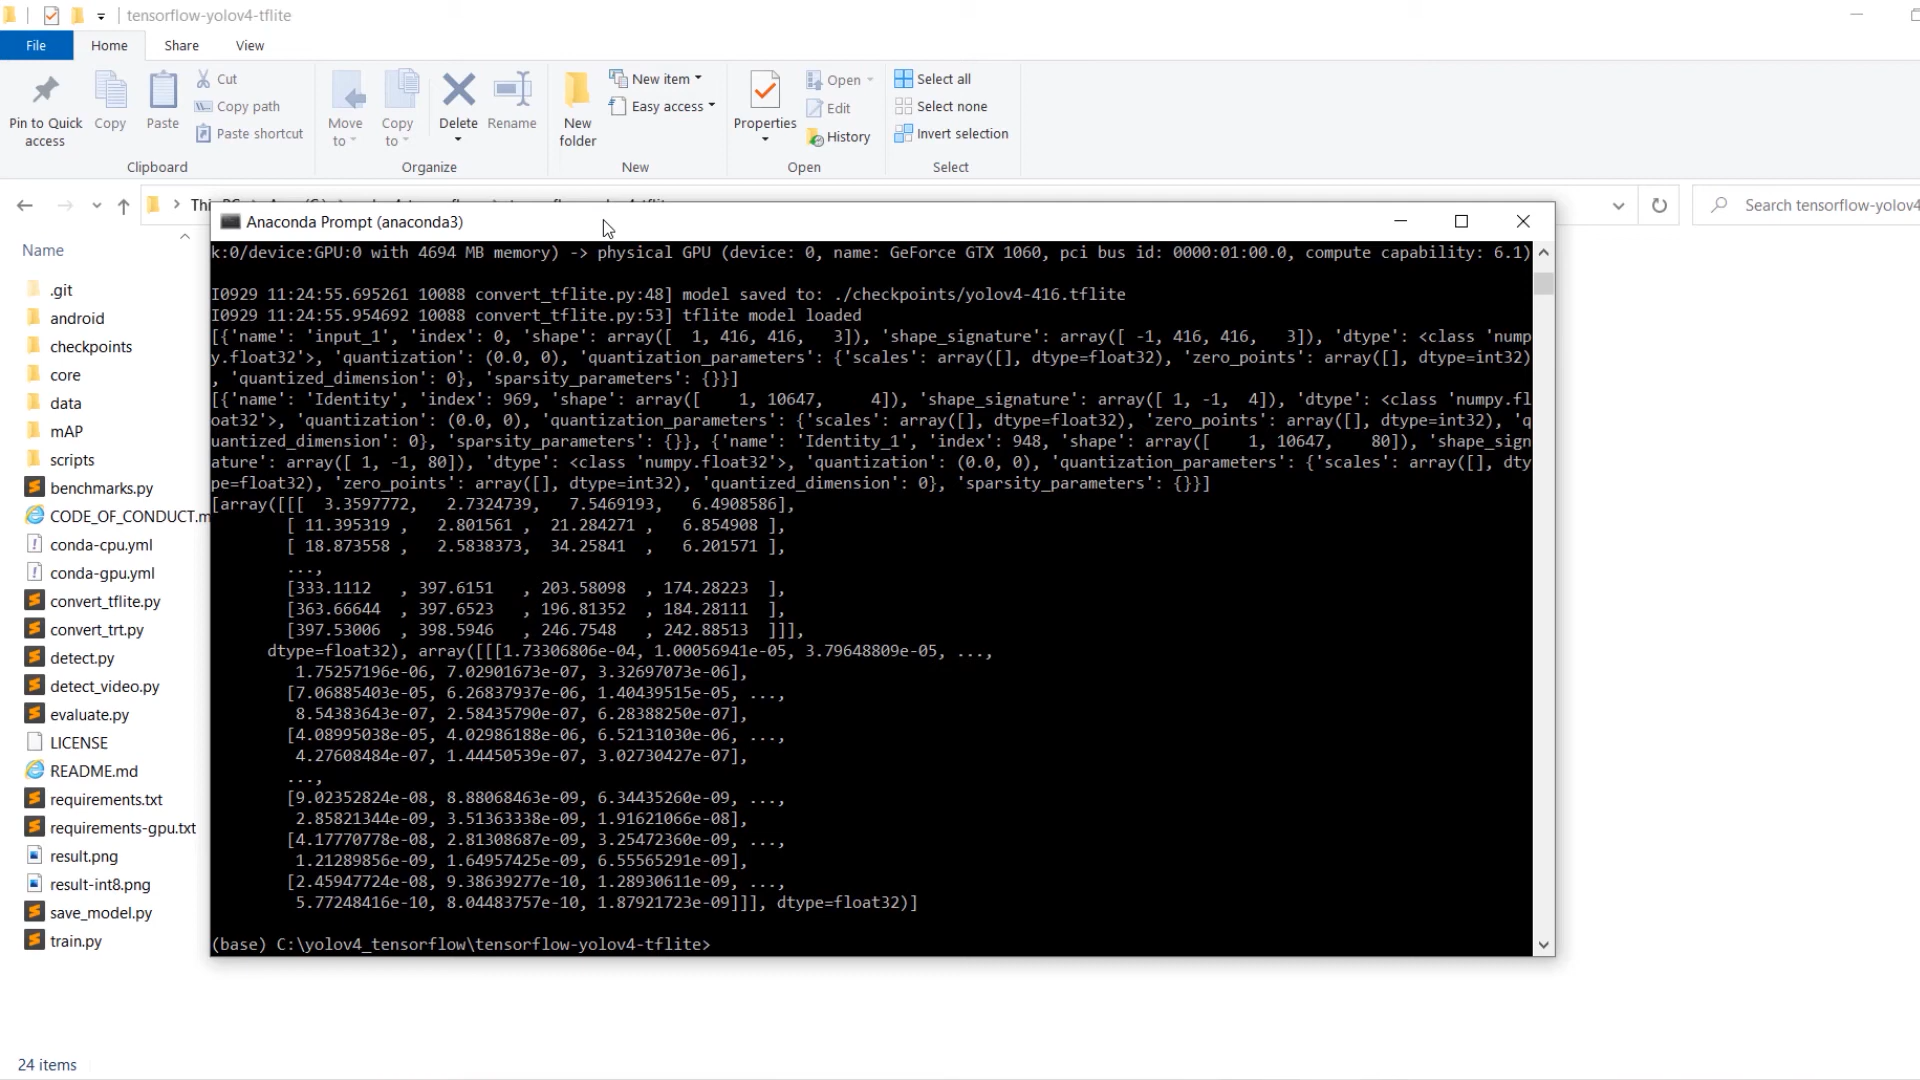 tensorflow-yolov4-tflite
File Home Share View
Pin to Quick access
Copy
Paste
Cut
Copy path
Paste shortcut
Clipboard
Move to
Copy to
Delete
Rename
Organize
New folder
New item
Easy access
New
Properties
Open
Edit
History
Open
Select all
Select none
Invert selection
Select
Search tensorflow-yolov4
Name
.git
android
checkpoints
core
data
mAP
scripts
benchmarks.py
CODE_OF_CONDUCT.m
conda-cpu.yml
conda-gpu.yml
convert_tflite.py
convert_trt.py
detect.py
detect_video.py
evaluate.py
LICENSE
README.md
requirements.txt
requirements-gpu.txt
result.png
result-int8.png
save_model.py
train.py
24 items
Anaconda Prompt (anaconda3)
k:0/device:GPU:0 with 4694 MB memory) -> physical GPU (device: 0, name: GeForce GTX 1060, pci bus id: 0000:01:00.0, compute capability: 6.1)
I0929 11:24:55.695261 10088 convert_tflite.py:48] model saved to: ./checkpoints/yolov4-416.tflite
I0929 11:24:55.954692 10088 convert_tflite.py:53] tflite model loaded
[{'name': 'input_1', 'index': 0, 'shape': array([  1, 416, 416,   3]), 'shape_signature': array([ -1, 416, 416,   3]), 'dtype': <class 'nump
y.float32'>, 'quantization': (0.0, 0), 'quantization_parameters': {'scales': array([], dtype=float32), 'zero_points': array([], dtype=int32)
, 'quantized_dimension': 0}, 'sparsity_parameters': {}}]
[{'name': 'Identity', 'index': 969, 'shape': array([    1, 10647,     4]), 'shape_signature': array([ 1, -1,  4]), 'dtype': <class 'numpy.fl
oat32'>, 'quantization': (0.0, 0), 'quantization_parameters': {'scales': array([], dtype=float32), 'zero_points': array([], dtype=int32), 'q
uantized_dimension': 0}, 'sparsity_parameters': {}}, {'name': 'Identity_1', 'index': 948, 'shape': array([    1, 10647,    80]), 'shape_sign
ature': array([ 1, -1, 80]), 'dtype': <class 'numpy.float32'>, 'quantization': (0.0, 0), 'quantization_parameters': {'scales': array([], dty
pe=float32), 'zero_points': array([], dtype=int32), 'quantized_dimension': 0}, 'sparsity_parameters': {}}]
[array([[[  3.3597772,   2.7324739,   7.5469193,   6.4908586],
[ 11.395319 ,   2.801561 ,  21.284271 ,   6.854908 ],
[ 18.873558 ,   2.5838373,  34.25841  ,   6.201571 ],
...,
[333.1112   , 397.6151   , 203.58098  , 174.28223  ],
[363.66644  , 397.6523   , 196.81352  , 184.28111  ],
[397.53006  , 398.5946   , 246.7548   , 242.88513  ]]],
dtype=float32), array([[[1.73306806e-04, 1.00056941e-05, 3.79648809e-05, ...,
1.75257196e-06, 7.02901673e-07, 3.32697073e-06],
[7.06885403e-05, 6.26837937e-06, 1.40439515e-05, ...,
8.54383643e-07, 2.58435790e-07, 6.28388250e-07],
[4.08995038e-05, 4.02986188e-06, 6.52131030e-06, ...,
4.27608484e-07, 1.44450539e-07, 3.02730427e-07],
...,
[9.02352824e-08, 8.88068463e-09, 6.34435260e-09, ...,
2.85821344e-09, 3.51363338e-09, 1.91621066e-08],
[4.17770778e-08, 2.81308687e-09, 3.25472360e-09, ...,
1.21289856e-09, 1.64957425e-09, 6.55565291e-09],
[2.45947724e-08, 9.38639277e-10, 1.28930611e-09, ...,
5.77248416e-10, 8.04483757e-10, 1.87921723e-09]]], dtype=float32)]
(base) C:\yolov4_tensorflow\tensorflow-yolov4-tflite>